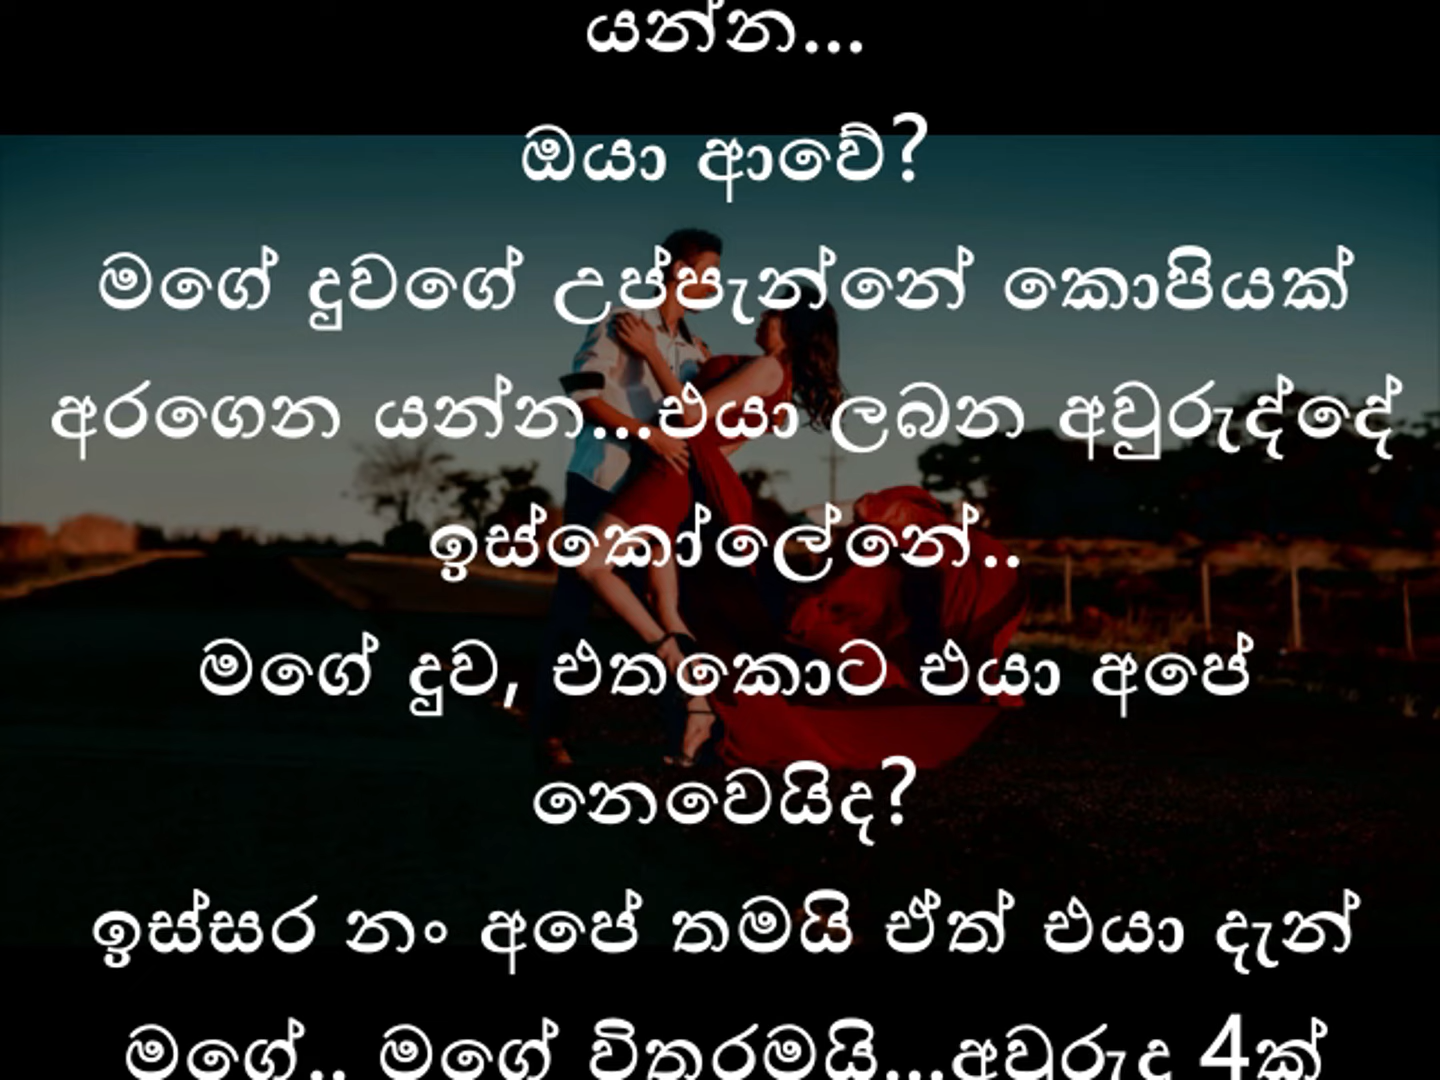 යන්න...
ඔයා ආවේ?
මගේ දුවගේ උප්පැන්නේ කොපියක්
අරගෙන යන්න...එයා ලබන අවුරුද්දේ
ඉස්කෝලේනේ..
මගේ දුව, එතකොට එයා අපේ
නෙවෙයිද?
ඉස්සර නං අපේ තමයි ඒත් එයා දැන්
මගේ.. මගේ විතරමයි...අවුරුදු 4ක්